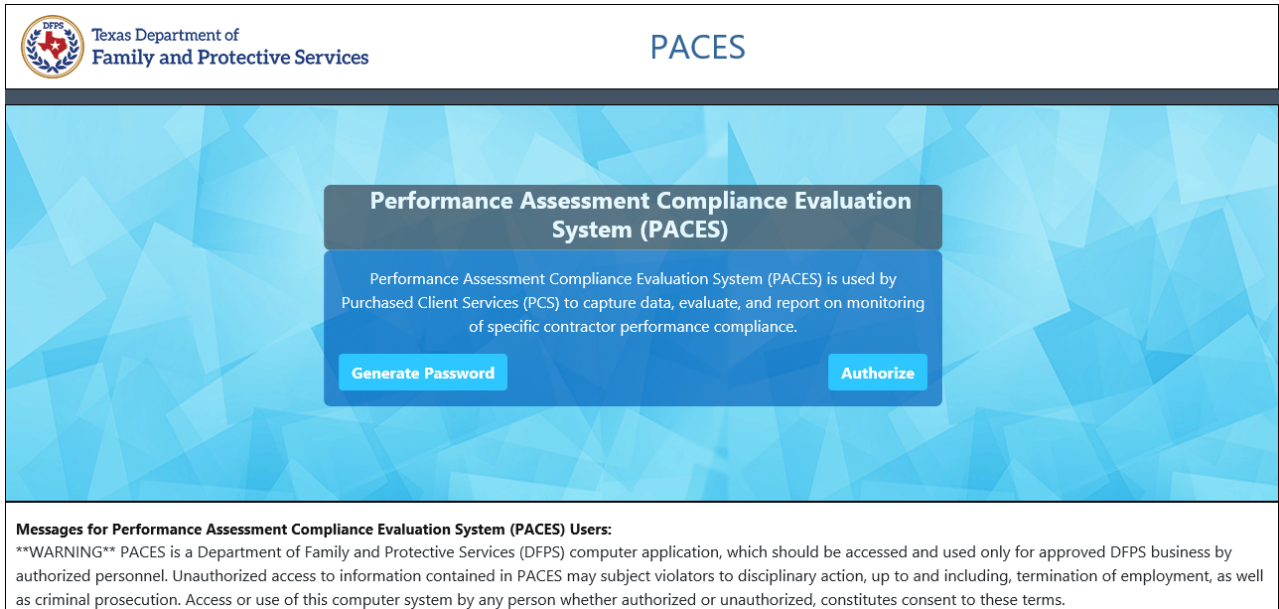 DFPS
Texas Department of
Family and Protective Services
PACES
Performance Assessment Compliance Evaluation
System (PACES)
Performance Assessment Compliance Evaluation System (PACES) is used by
Purchased Client Services (PCS) to capture data, evaluate, and report on monitoring
of specific contractor performance compliance.
Generate Password
Authorize
Messages for Performance Assessment Compliance Evaluation System (PACES) Users:
**WARNING** PACES is a Department of Family and Protective Services (DFPS) computer application, which should be accessed and used only for approved DFPS business by
authorized personnel. Unauthorized access to information contained in PACES may subject violators to disciplinary action, up to and including, termination of employment, as well
as criminal prosecution. Access or use of this computer system by any person whether authorized or unauthorized, constitutes consent to these terms.